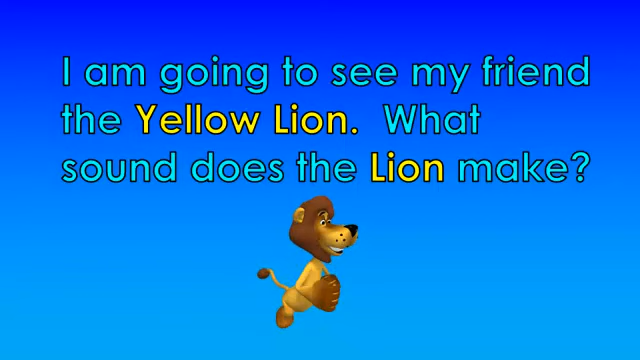 I am going to see my friend
the Yellow Lion.  What
sound does the Lion make?